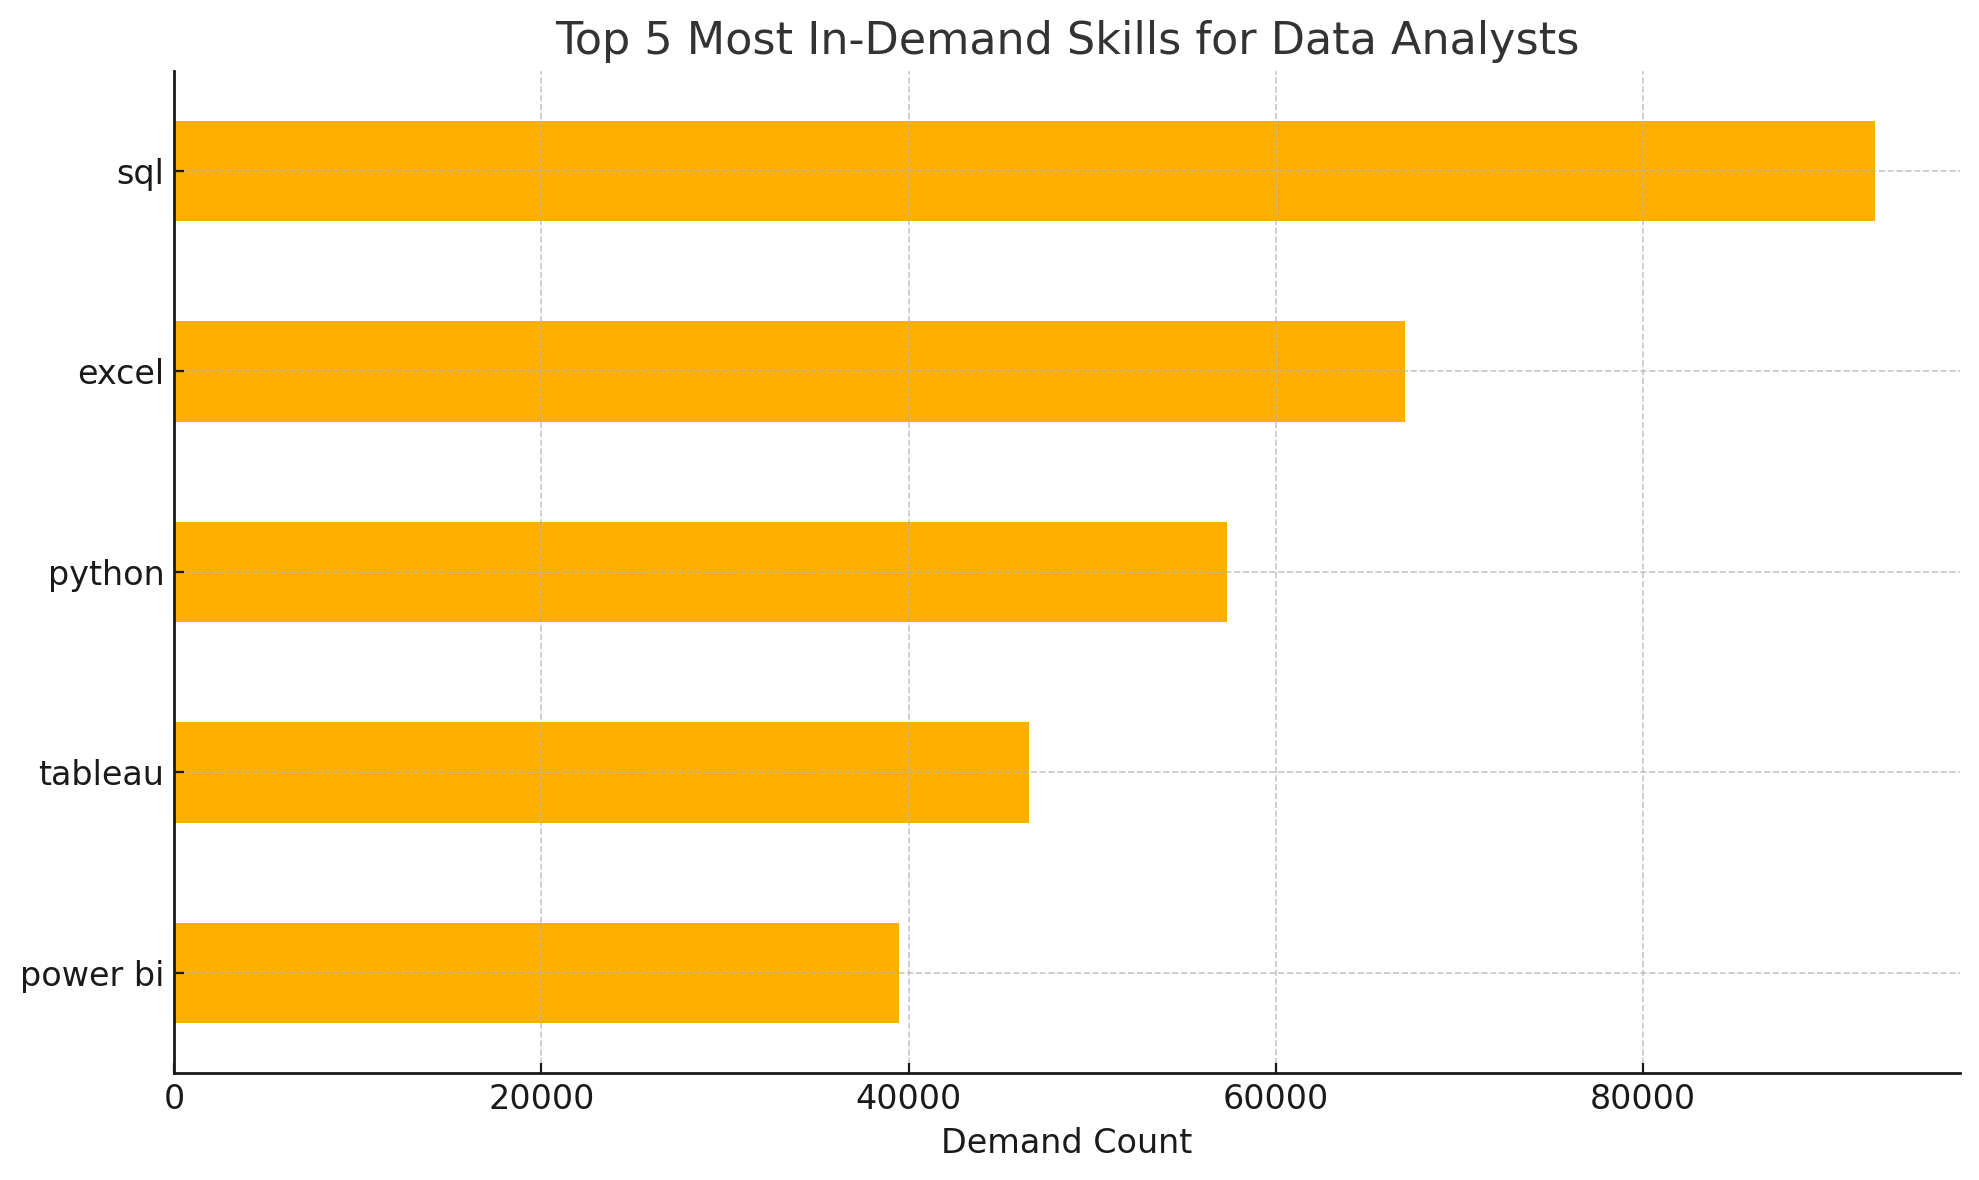 Top 5 Most In-Demand Skills for Data Analysts
sql
excel
python
tableau
power bi
0 20000 40000 60000 80000
Demand Count